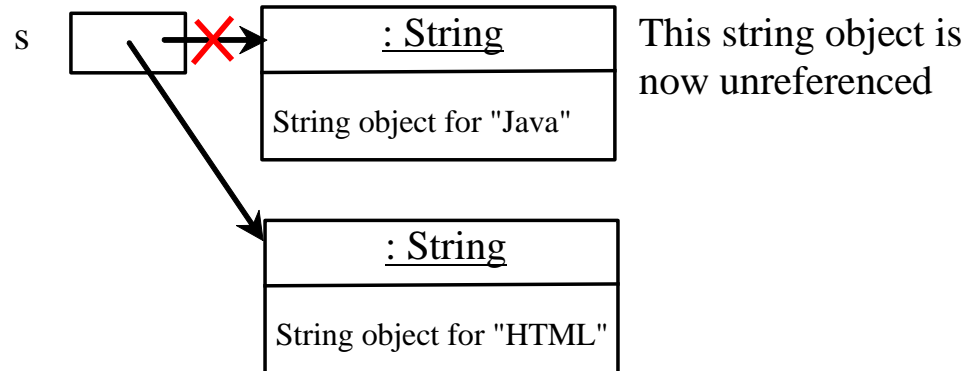 s
: String
String object for "Java"
This string object is
now unreferenced
: String
String object for "HTML"